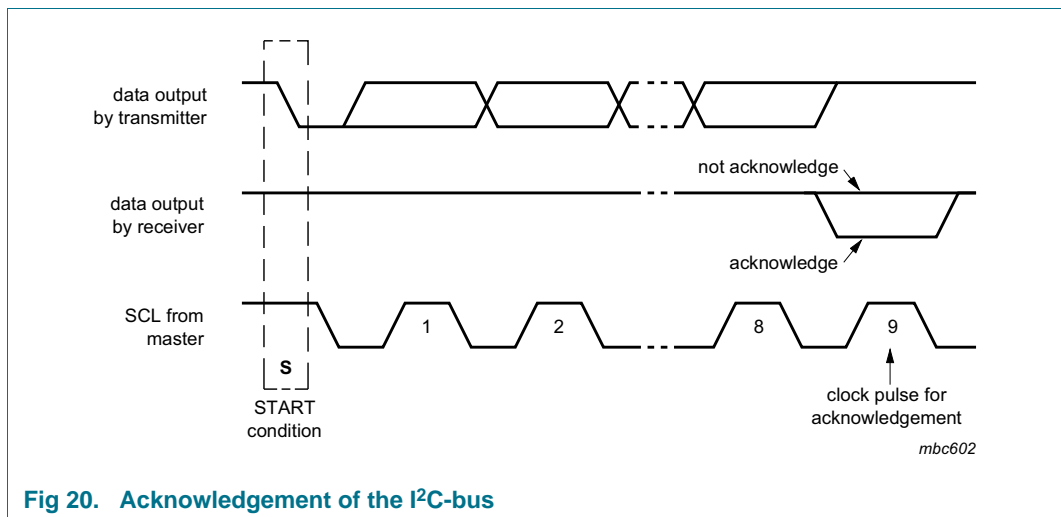 data output
by transmitter
not acknowledge
data output
by receiver
acknowledge
SCL from
master
1
2
8
9
S
START
condition
clock pulse for
acknowledgement
mbc602
Fig 20. Acknowledgement of the I²C-bus